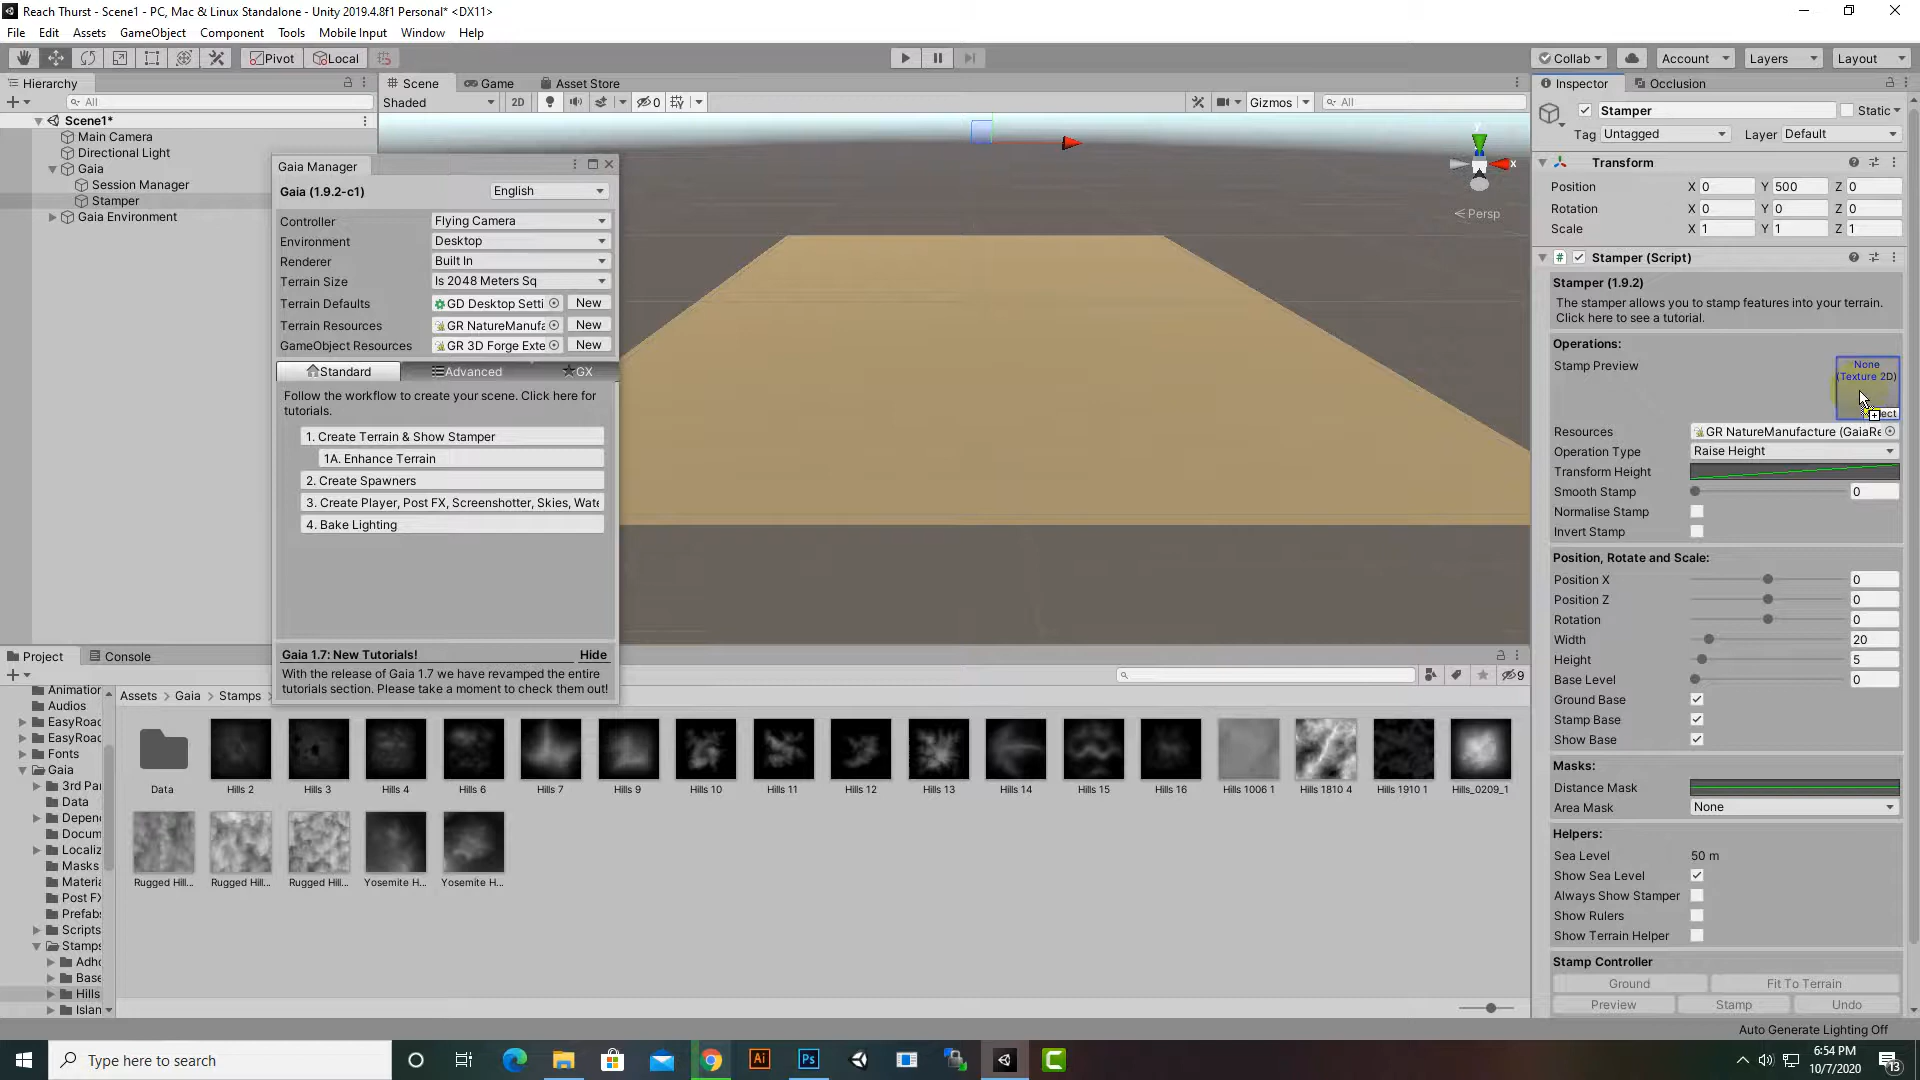 Reach Thurst - Scene1 - PC, Mac & Linux Standalone - Unity 2019.4.8f1 Personal* <DX11>
File Edit Assets GameObject Component Tools Mobile Input Window Help
Pivot Local Collab Account Layers Layout
Hierarchy
All
Scene1*
Main Camera
Directional Light
Gaia
Session Manager
Stamper
Gaia Environment
Scene Game Asset Store
Shaded 2D 0 Gizmos All
y
x
Persp
Gaia Manager
Gaia (1.9.2-c1) English
Controller Flying Camera
Environment Desktop
Renderer Built In
Terrain Size Is 2048 Meters Sq
Terrain Defaults GD Desktop Setti New
Terrain Resources GR NatureManufa New
GameObject Resources GR 3D Forge Exte New
Standard Advanced GX
Follow the workflow to create your scene. Click here for
tutorials.
1. Create Terrain & Show Stamper
1A. Enhance Terrain
2. Create Spawners
3. Create Player, Post FX, Screenshotter, Skies, Wate
4. Bake Lighting
Gaia 1.7: New Tutorials! Hide
With the release of Gaia 1.7 we have revamped the entire
tutorials section. Please take a moment to check them out!
Inspector Occlusion
Stamper Static
Tag Untagged Layer Default
Transform
Position X 0 Y 500 Z 0
Rotation X 0 Y 0 Z 0
Scale X 1 Y 1 Z 1
Stamper (Script)
Stamper (1.9.2)
The stamper allows you to stamp features into your terrain.
Click here to see a tutorial.
Operations:
Stamp Preview
None
(Texture 2D)
ect
Resources GR NatureManufacture (GaiaRe
Operation Type Raise Height
Transform Height
Smooth Stamp 0
Normalise Stamp
Invert Stamp
Position, Rotate and Scale:
Position X 0
Position Z 0
Rotation 0
Width 20
Height 5
Base Level 0
Ground Base
Stamp Base
Show Base
Masks:
Distance Mask
Area Mask None
Helpers:
Sea Level 50 m
Show Sea Level
Always Show Stamper
Show Rulers
Show Terrain Helper
Stamp Controller
Ground Fit To Terrain
Preview Stamp Undo
Project Console
9
Animation
Audios
EasyRoad
EasyRoad
Fonts
Gaia
3rd Par
Data
Depend
Docum
Localiz
Masks
Materia
Post FX
Prefabs
Scripts
Stamps
Adho
Base
Hills
Islan
Assets > Gaia > Stamps >
Data Hills 2 Hills 3 Hills 4 Hills 6 Hills 7 Hills 9 Hills 10 Hills 11 Hills 12 Hills 13 Hills 14 Hills 15 Hills 16 Hills 1006 1 Hills 1810 4 Hills 1910 1 Hills_0209_1
Rugged Hill... Rugged Hill... Rugged Hill... Yosemite H... Yosemite H...
Auto Generate Lighting Off
Type here to search
Ai Ps
6:54 PM
10/7/2020
13